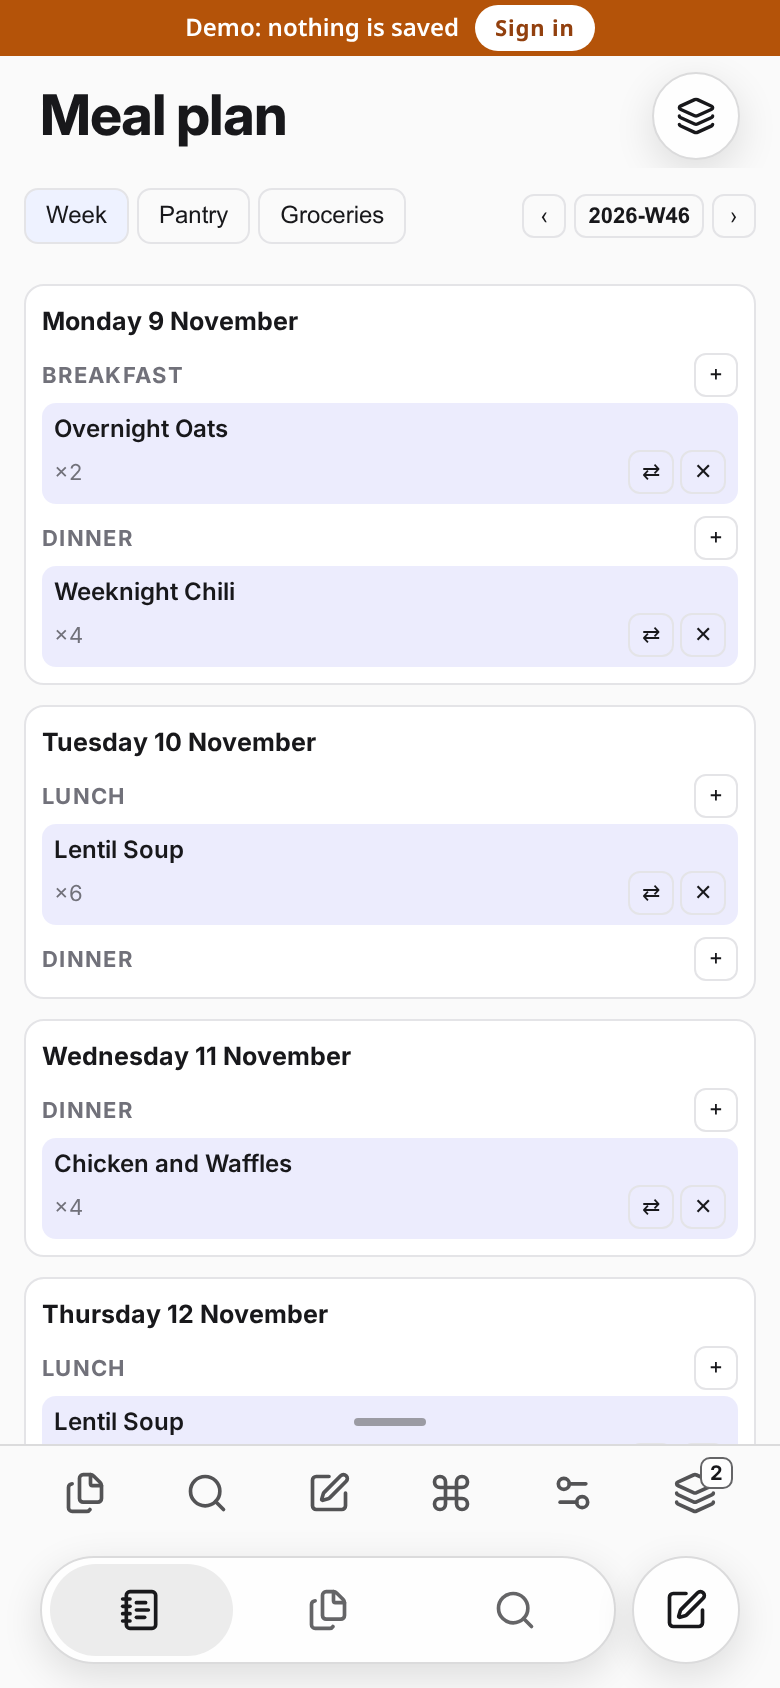 Demo: nothing is saved Sign in
Meal plan
Week Pantry Groceries ‹ 2026-W46 ›
Monday 9 November
BREAKFAST +
Overnight Oats
×2 ⇄ ✕
DINNER +
Weeknight Chili
×4 ⇄ ✕
Tuesday 10 November
LUNCH +
Lentil Soup
×6 ⇄ ✕
DINNER +
Wednesday 11 November
DINNER +
Chicken and Waffles
×4 ⇄ ✕
Thursday 12 November
LUNCH +
Lentil Soup
2